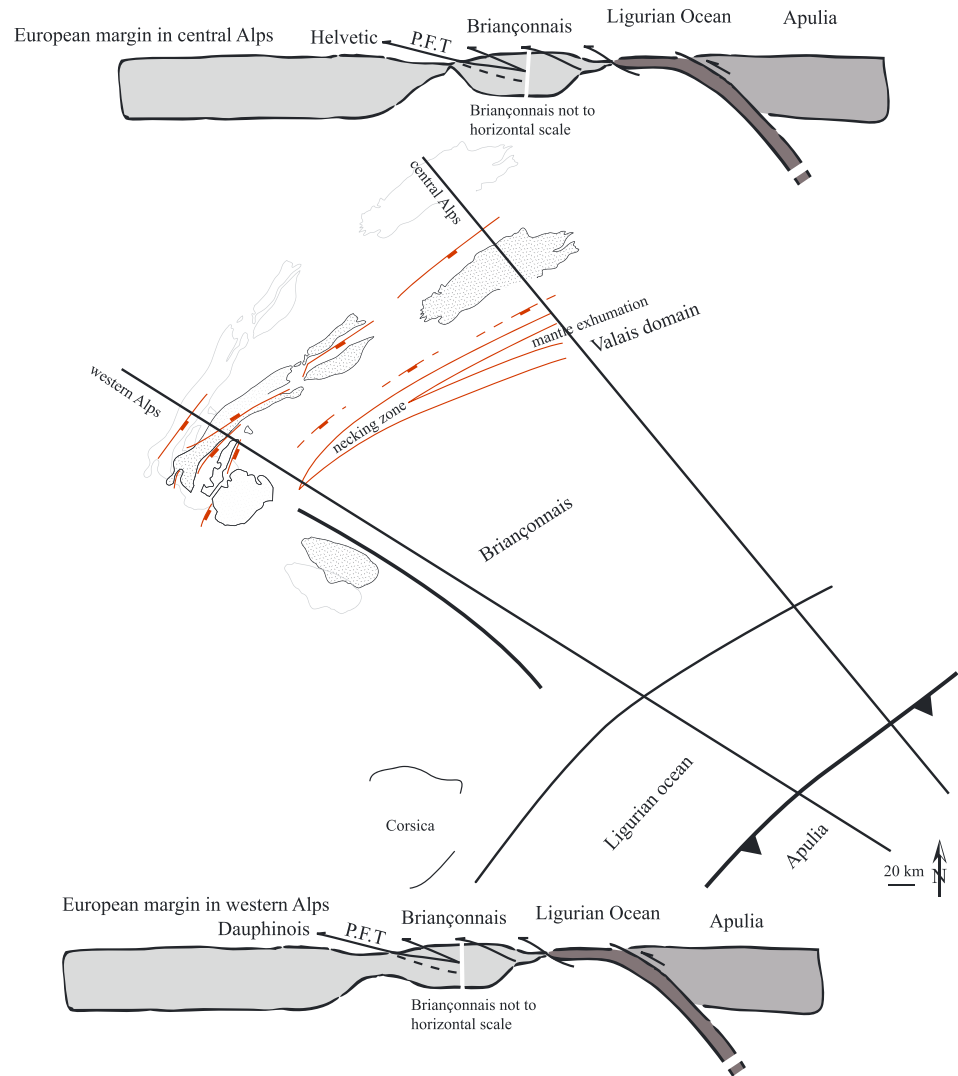 Ligurian Ocean
Apulia
Briançonnais
European margin in central Alps
Helvetic
P.F.T
Briançonnais not to
horizontal scale
central Alps
mantle exhumation
Valais domain
western Alps
necking zone
Briançonnais
Ligurian ocean
Corsica
Apulia
20 km
N
European margin in western Alps
Dauphinois
P.F.T
Briançonnais
Ligurian Ocean
Apulia
Briançonnais not to
horizontal scale